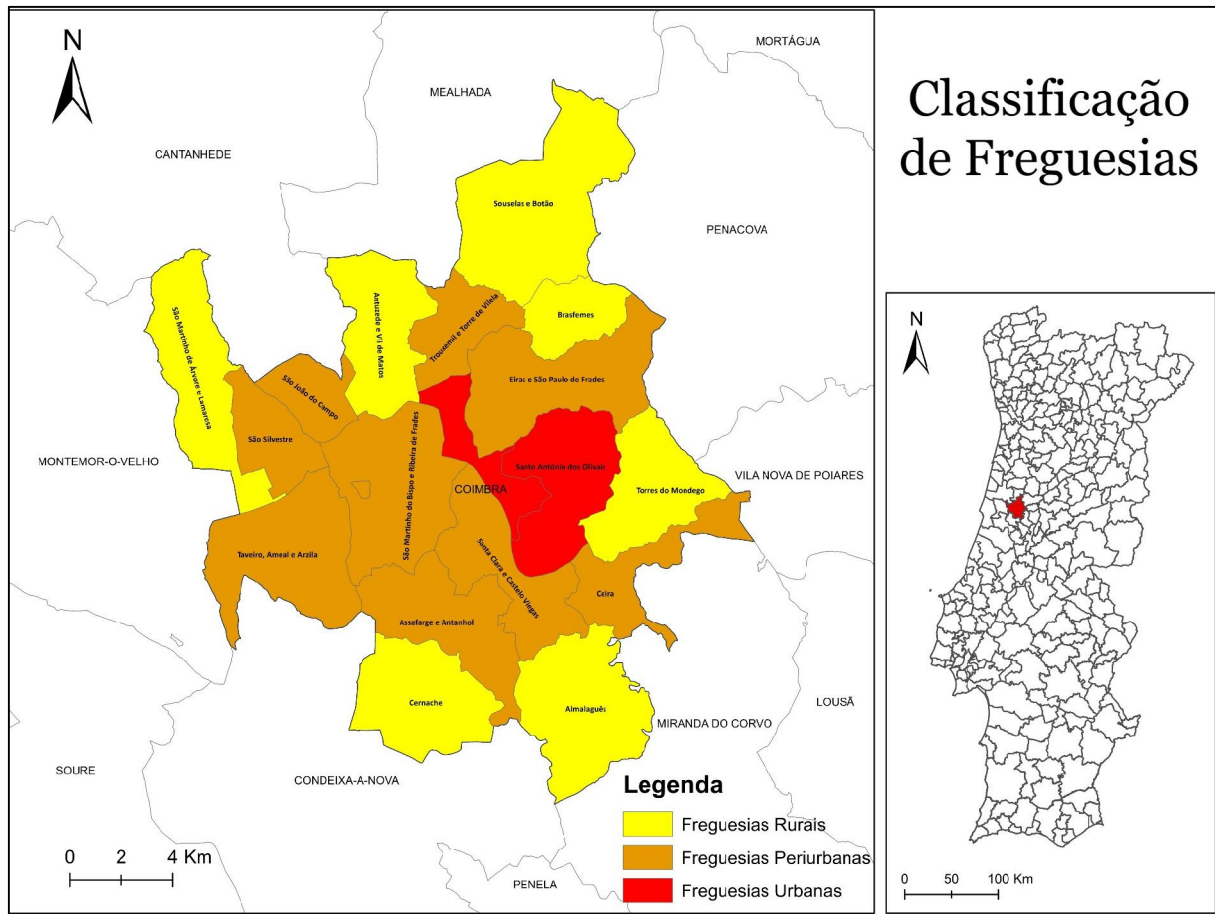 N
MORTÁGUA
MEALHADA
CANTANHEDE
Souselas e Botão
PENACOVA
Brasfemes
Antuzede e Vil de Matos
Trouxemil e Torre de Vilela
São Martinho de Árvore e Lamarosa
São João do Campo
Eiras e São Paulo de Frades
São Silvestre
São Martinho do Bispo e Ribeira de Frades
Santo António dos Olivais
MONTEMOR-O-VELHO
VILA NOVA DE POIARES
COIMBRA
Torres do Mondego
Taveiro, Ameal e Arzila
Santa Clara e Castelo Viegas
Ceira
Assafarge e Antanhol
Cernache
Almalaguês
LOUSÃ
MIRANDA DO CORVO
SOURE
CONDEIXA-A-NOVA
PENELA
0 2 4 Km
Legenda
Freguesias Rurais
Freguesias Periurbanas
Freguesias Urbanas
Classificação
de Freguesias
N
0 50 100 Km